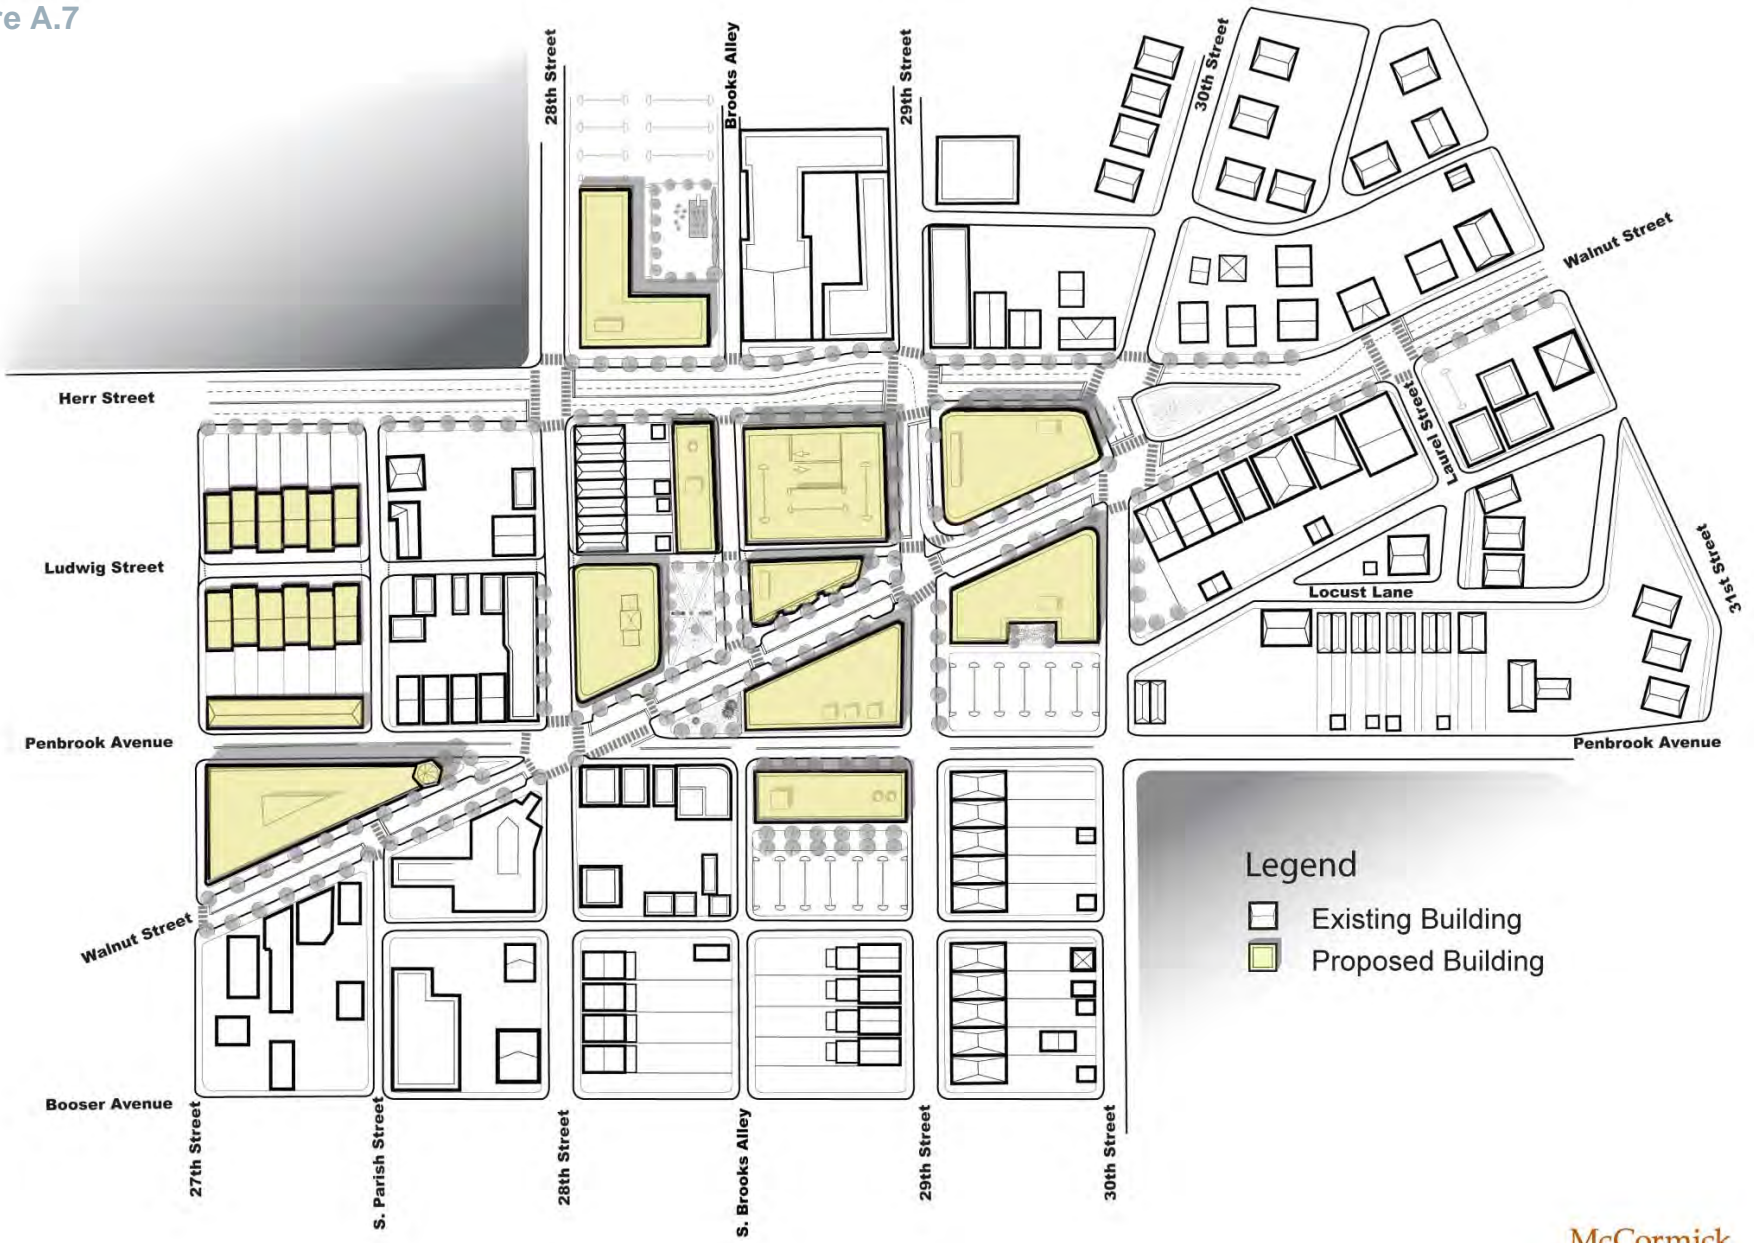 re A.7
28th Street
Brooks Alley
29th Street
30th Street
Walnut Street
Herr Street
Laurel Street
Ludwig Street
31st Street
Locust Lane
Penbrook Avenue
Penbrook Avenue
Walnut Street
Legend
Existing Building
Proposed Building
Booser Avenue
27th Street
S. Parish Street
28th Street
S. Brooks Alley
29th Street
30th Street
McCormick